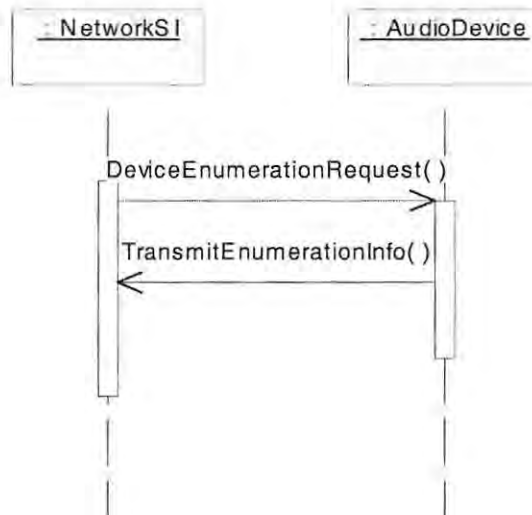 : NetworkSI
: AudioDevice
DeviceEnumerationRequest( )
TransmitEnumerationInfo( )